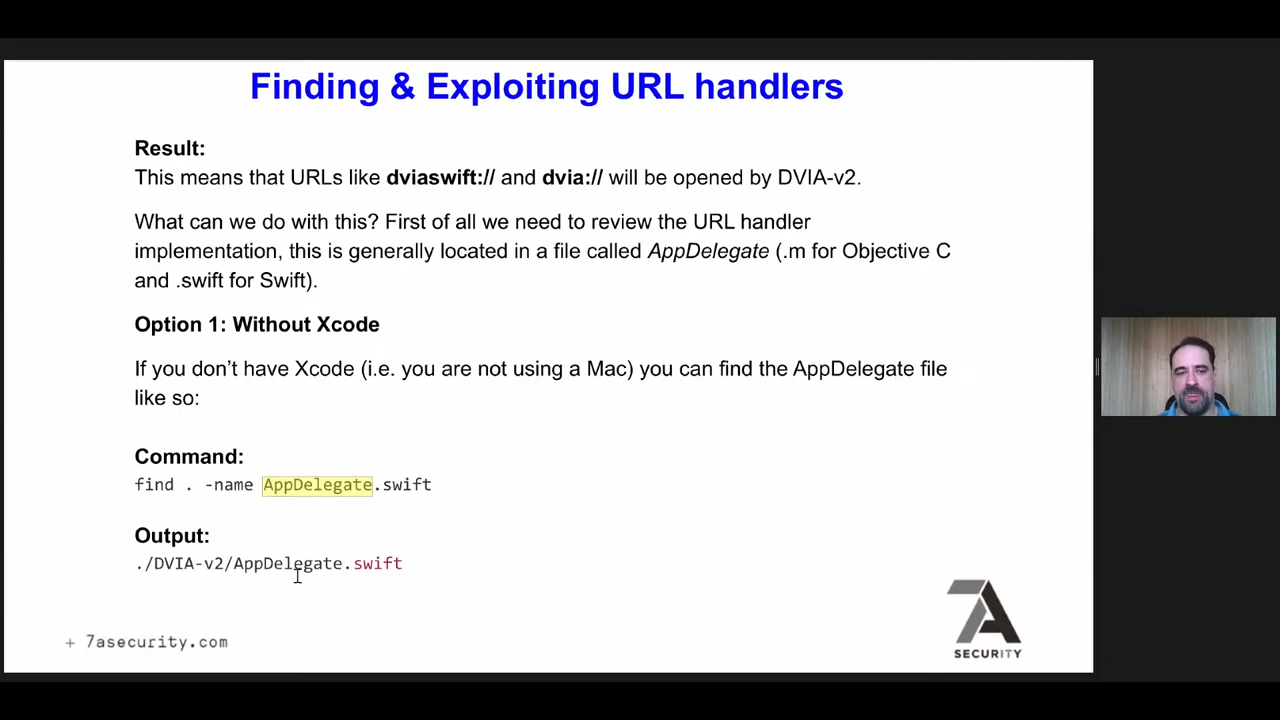 Finding & Exploiting URL handlers
Result:
This means that URLs like dviaswift:// and dvia:// will be opened by DVIA-v2.
What can we do with this? First of all we need to review the URL handler
implementation, this is generally located in a file called AppDelegate (.m for Objective C
and .swift for Swift).
Option 1: Without Xcode
If you don’t have Xcode (i.e. you are not using a Mac) you can find the AppDelegate file
like so:
Command:
find . -name AppDelegate.swift
Output:
./DVIA-v2/AppDelegate.swift
+ 7asecurity.com
7A
SECURITY